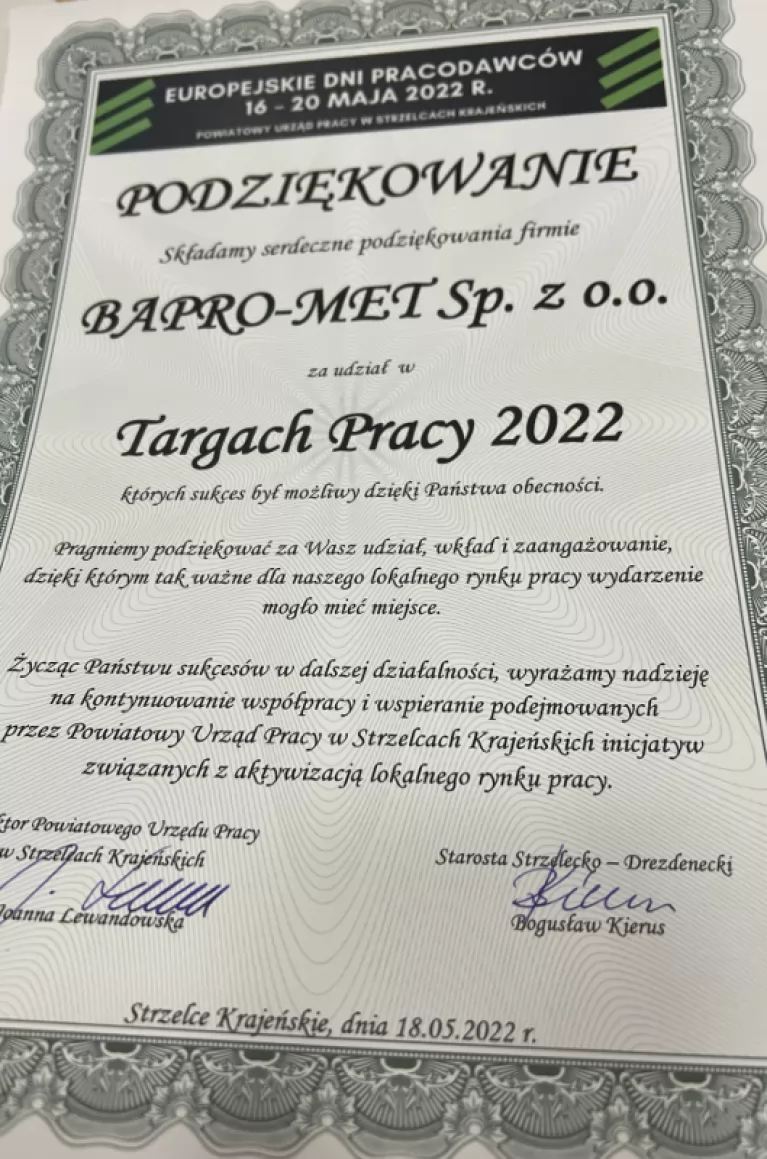 EUROPEJSKIE DNI PRACODAWCÓW
16 – 20 MAJA 2022 R.
POWIATOWY URZĄD PRACY W STRZELCACH KRAJEŃSKICH
PODZIĘKOWANIE
Składamy serdeczne podziękowania firmie
BAPRO-MET Sp. z o.o.
za udział w
Targach Pracy 2022
których sukces był możliwy dzięki Państwa obecności.
Pragniemy podziękować za Wasz udział, wkład i zaangażowanie,
dzięki którym tak ważne dla naszego lokalnego rynku pracy wydarzenie
mogło mieć miejsce.
Życząc Państwu sukcesów w dalszej działalności, wyrażamy nadzieję
na kontynuowanie współpracy i wspieranie podejmowanych
przez Powiatowy Urząd Pracy w Strzelcach Krajeńskich inicjatyw
związanych z aktywizacją lokalnego rynku pracy.
ktor Powiatowego Urzędu Pracy
w Strzelcach Krajeńskich
Joanna Lewandowska
Starosta Strzelecko – Drezdenecki
Bogusław Kierus
Strzelce Krajeńskie, dnia 18.05.2022 r.